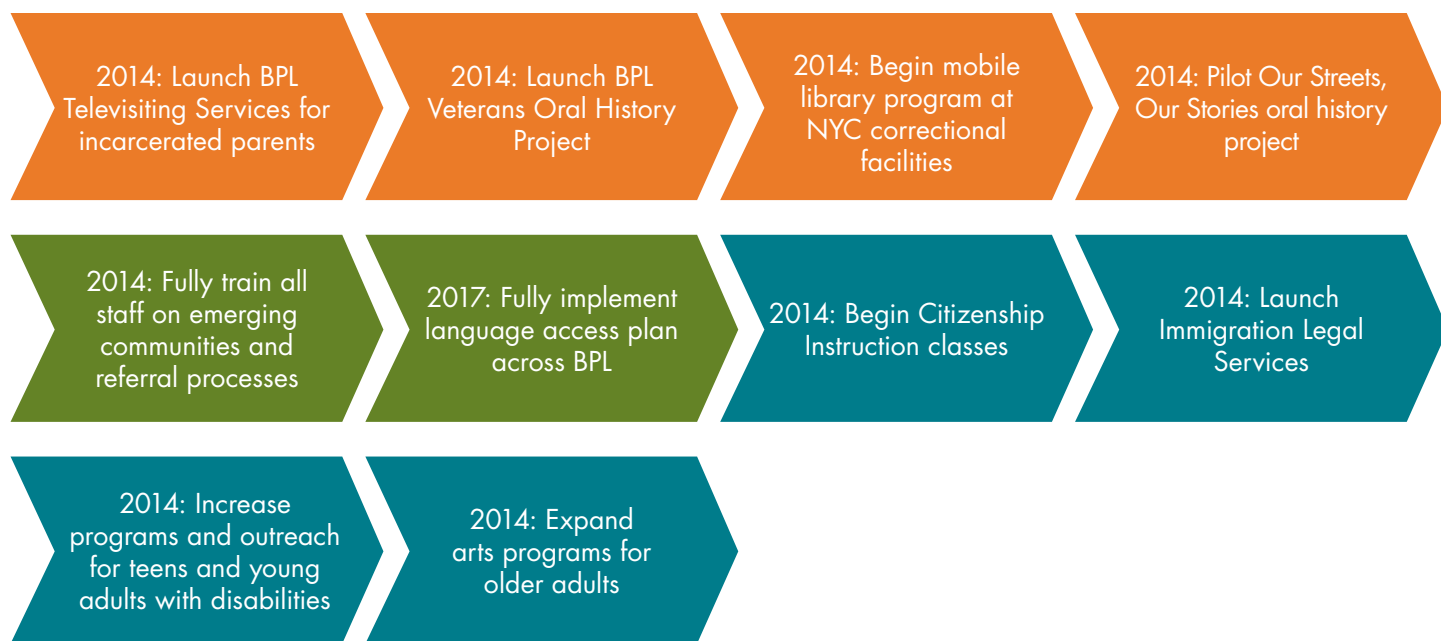 2014: Launch BPL
Televisiting Services for
incarcerated parents
2014: Launch BPL
Veterans Oral History
Project
2014: Begin mobile
library program at
NYC correctional
facilities
2014: Pilot Our Streets,
Our Stories oral history
project
2014: Fully train all
staff on emerging
communities and
referral processes
2017: Fully implement
language access plan
across BPL
2014: Begin Citizenship
Instruction classes
2014: Launch
Immigration Legal
Services
2014: Increase
programs and outreach
for teens and young
adults with disabilities
2014: Expand
arts programs for
older adults